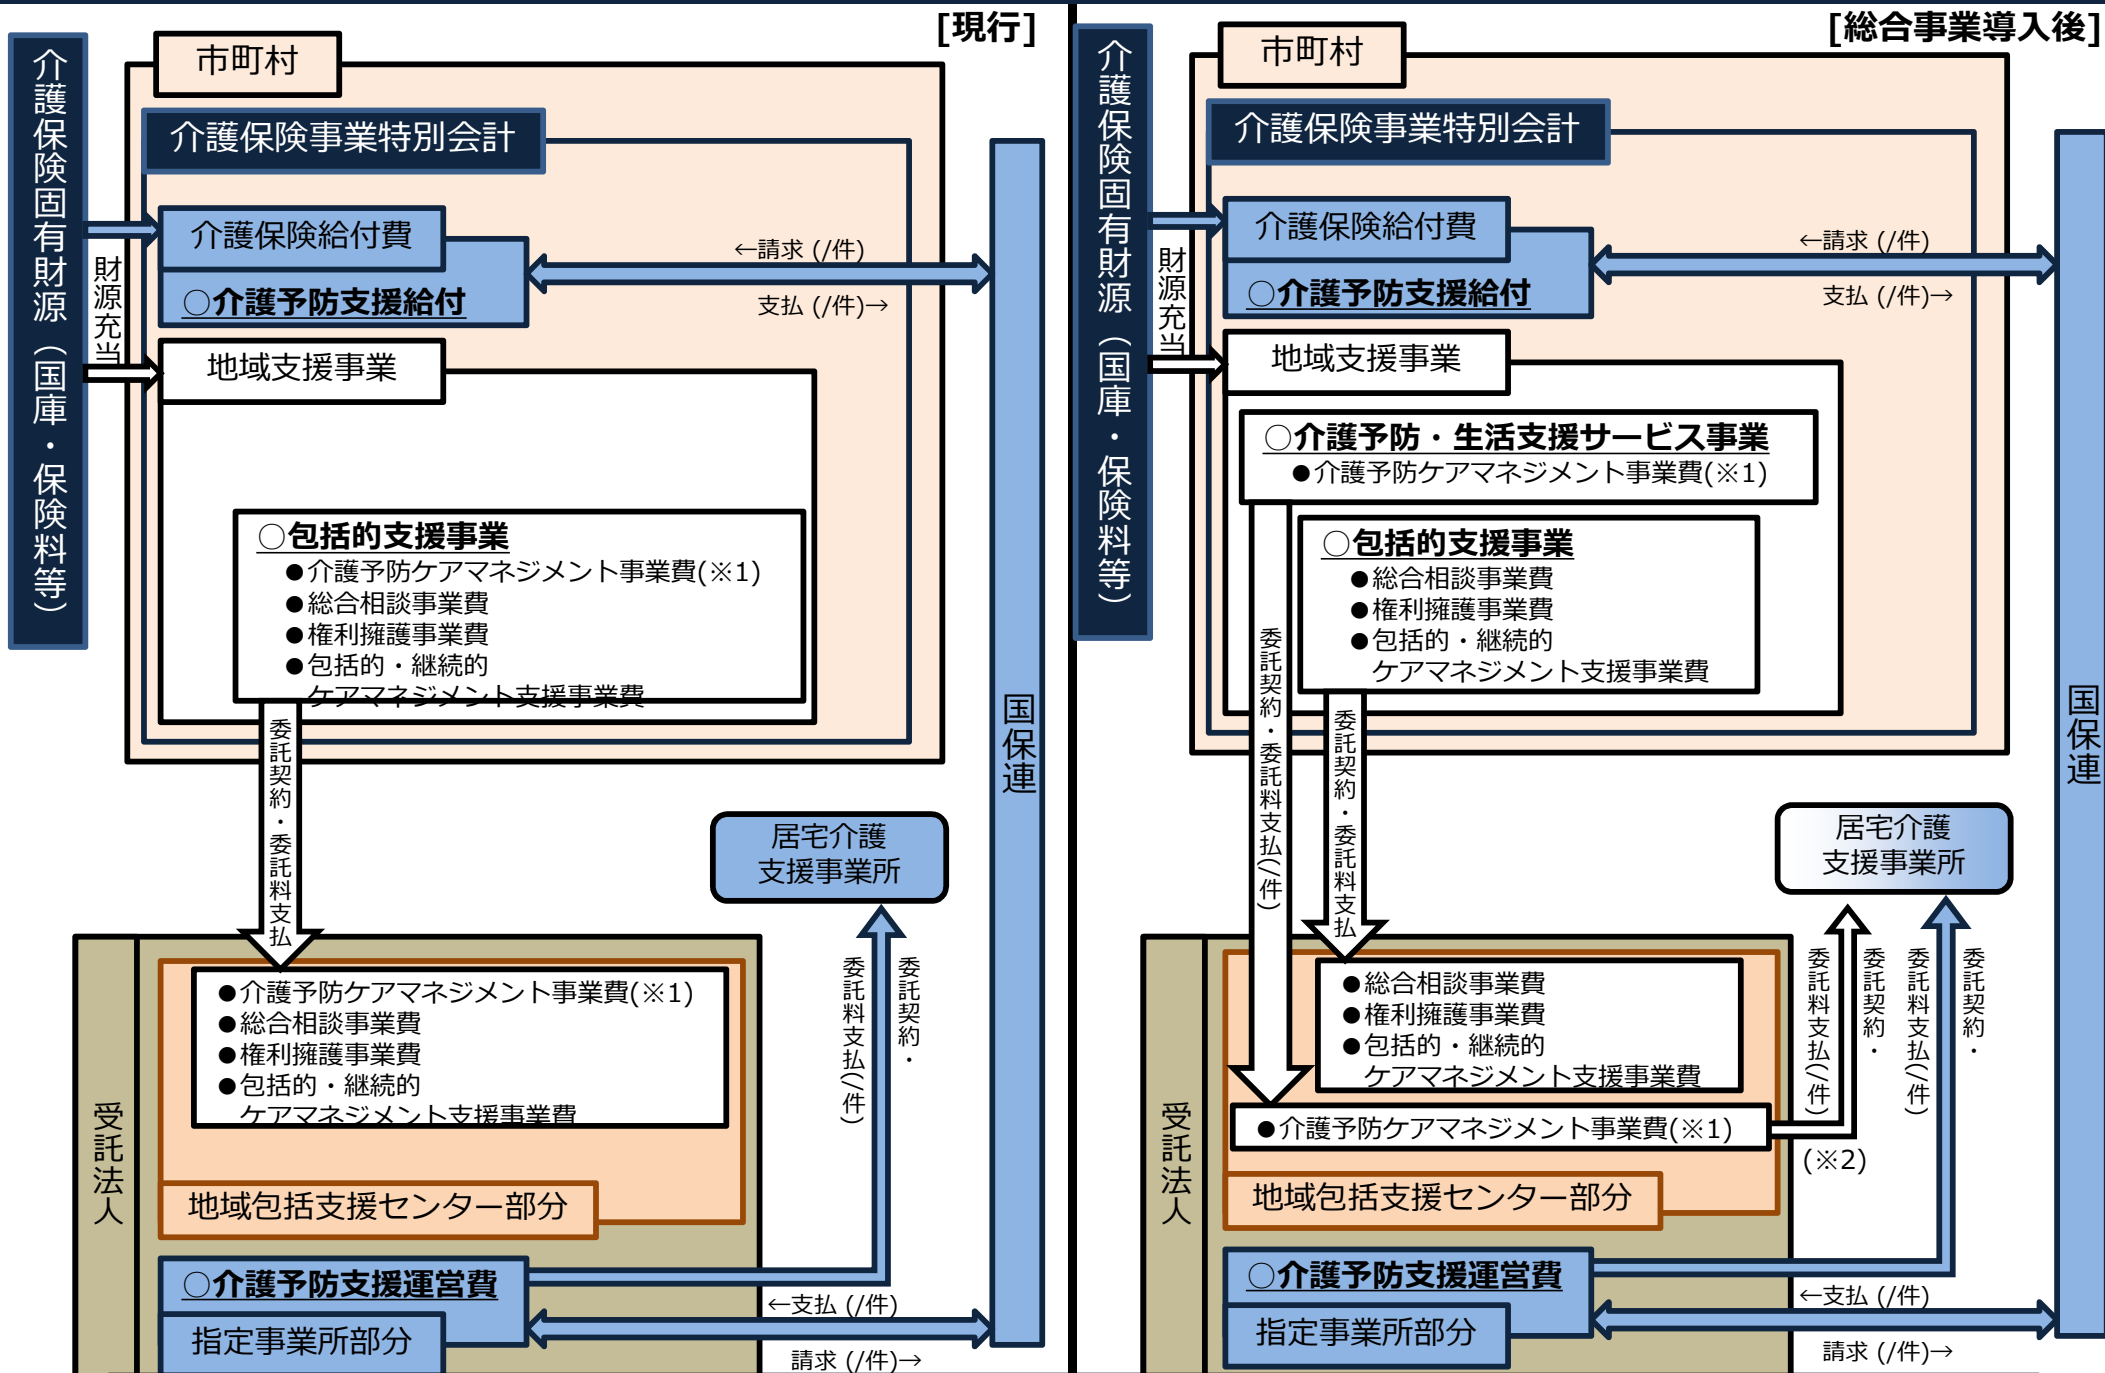 [現行]
介護保険固有財源（国庫・保険料等）
市町村
介護保険事業特別会計
介護保険給付費
○介護予防支援給付
←請求 (/件)
支払 (/件)→
財源充当
地域支援事業
○包括的支援事業
●介護予防ケアマネジメント事業費(※1)
●総合相談事業費
●権利擁護事業費
●包括的・継続的
ケアマネジメント支援事業費
国保連
委託契約・委託料支払
居宅介護
支援事業所
委託契約・
委託料支払(/件)
受託法人
●介護予防ケアマネジメント事業費(※1)
●総合相談事業費
●権利擁護事業費
●包括的・継続的
ケアマネジメント支援事業費
地域包括支援センター部分
○介護予防支援運営費
指定事業所部分
←支払 (/件)
請求 (/件)→
[総合事業導入後]
介護保険固有財源（国庫・保険料等）
市町村
介護保険事業特別会計
介護保険給付費
○介護予防支援給付
←請求 (/件)
支払 (/件)→
財源充当
地域支援事業
○介護予防・生活支援サービス事業
●介護予防ケアマネジメント事業費(※1)
○包括的支援事業
●総合相談事業費
●権利擁護事業費
●包括的・継続的
ケアマネジメント支援事業費
国保連
委託契約・委託料支払(/件)
委託契約・委託料支払
居宅介護
支援事業所
委託契約・
委託料支払(/件)
委託契約・
委託料支払(/件)
受託法人
●総合相談事業費
●権利擁護事業費
●包括的・継続的
ケアマネジメント支援事業費
●介護予防ケアマネジメント事業費(※1)
(※2)
地域包括支援センター部分
○介護予防支援運営費
指定事業所部分
←支払 (/件)
請求 (/件)→